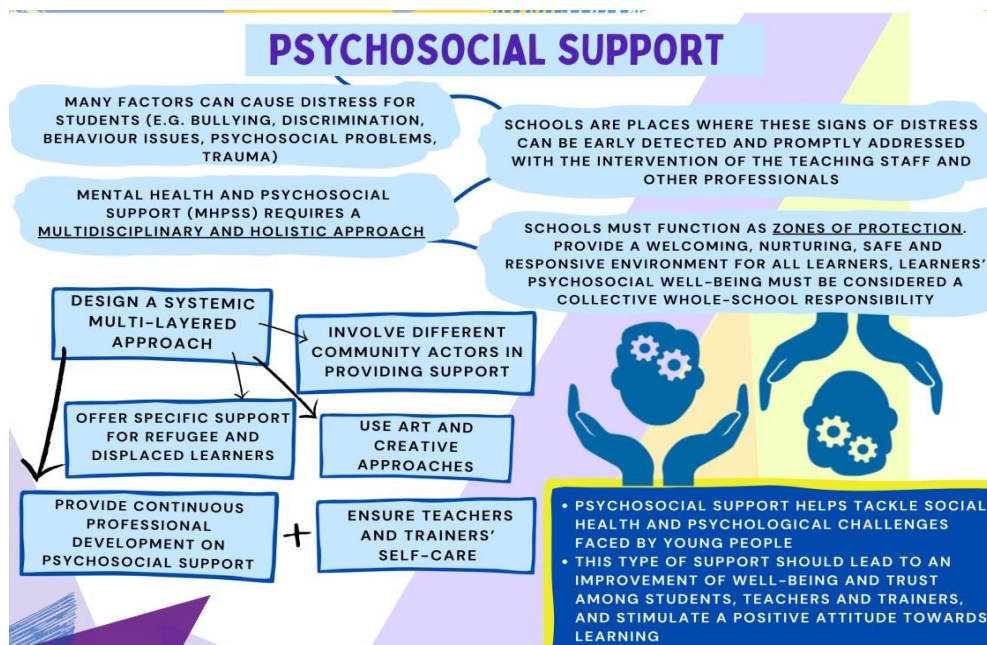 PSYCHOSOCIAL SUPPORT
MANY FACTORS CAN CAUSE DISTRESS FOR
STUDENTS (E.G. BULLYING, DISCRIMINATION,
BEHAVIOUR ISSUES, PSYCHOSOCIAL PROBLEMS,
TRAUMA)
SCHOOLS ARE PLACES WHERE THESE SIGNS OF DISTRESS
CAN BE EARLY DETECTED AND PROMPTLY ADDRESSED
WITH THE INTERVENTION OF THE TEACHING STAFF AND
OTHER PROFESSIONALS
MENTAL HEALTH AND PSYCHOSOCIAL
SUPPORT (MHPSS) REQUIRES A
MULTIDISCIPLINARY AND HOLISTIC APPROACH
SCHOOLS MUST FUNCTION AS ZONES OF PROTECTION.
PROVIDE A WELCOMING, NURTURING, SAFE AND
RESPONSIVE ENVIRONMENT FOR ALL LEARNERS, LEARNERS'
PSYCHOSOCIAL WELL-BEING MUST BE CONSIDERED A
COLLECTIVE WHOLE-SCHOOL RESPONSIBILITY
DESIGN A SYSTEMIC
MULTI-LAYERED
APPROACH
INVOLVE DIFFERENT
COMMUNITY ACTORS IN
PROVIDING SUPPORT
OFFER SPECIFIC SUPPORT
FOR REFUGEE AND
DISPLACED LEARNERS
USE ART AND
CREATIVE
APPROACHES
PROVIDE CONTINUOUS
PROFESSIONAL
DEVELOPMENT ON
PSYCHOSOCIAL SUPPORT
+
ENSURE TEACHERS
AND TRAINERS'
SELF-CARE
• PSYCHOSOCIAL SUPPORT HELPS TACKLE SOCIAL
HEALTH AND PSYCHOLOGICAL CHALLENGES
FACED BY YOUNG PEOPLE
• THIS TYPE OF SUPPORT SHOULD LEAD TO AN
IMPROVEMENT OF WELL-BEING AND TRUST
AMONG STUDENTS, TEACHERS AND TRAINERS,
AND STIMULATE A POSITIVE ATTITUDE TOWARDS
LEARNING